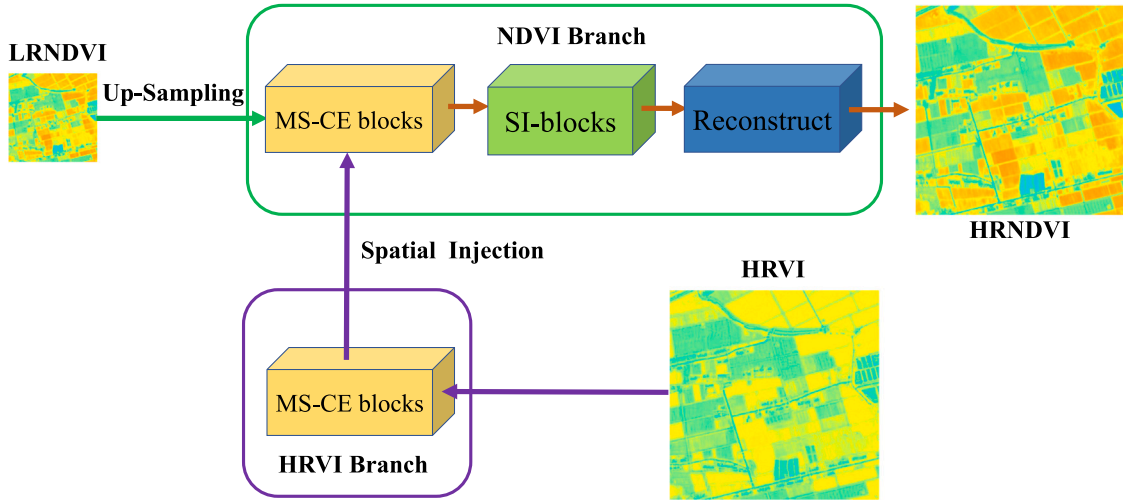 NDVI Branch
LRNDVI
Up-Sampling
MS-CE blocks
SI-blocks
Reconstruct
HRNDVI
Spatial Injection
HRVI
MS-CE blocks
HRVI Branch